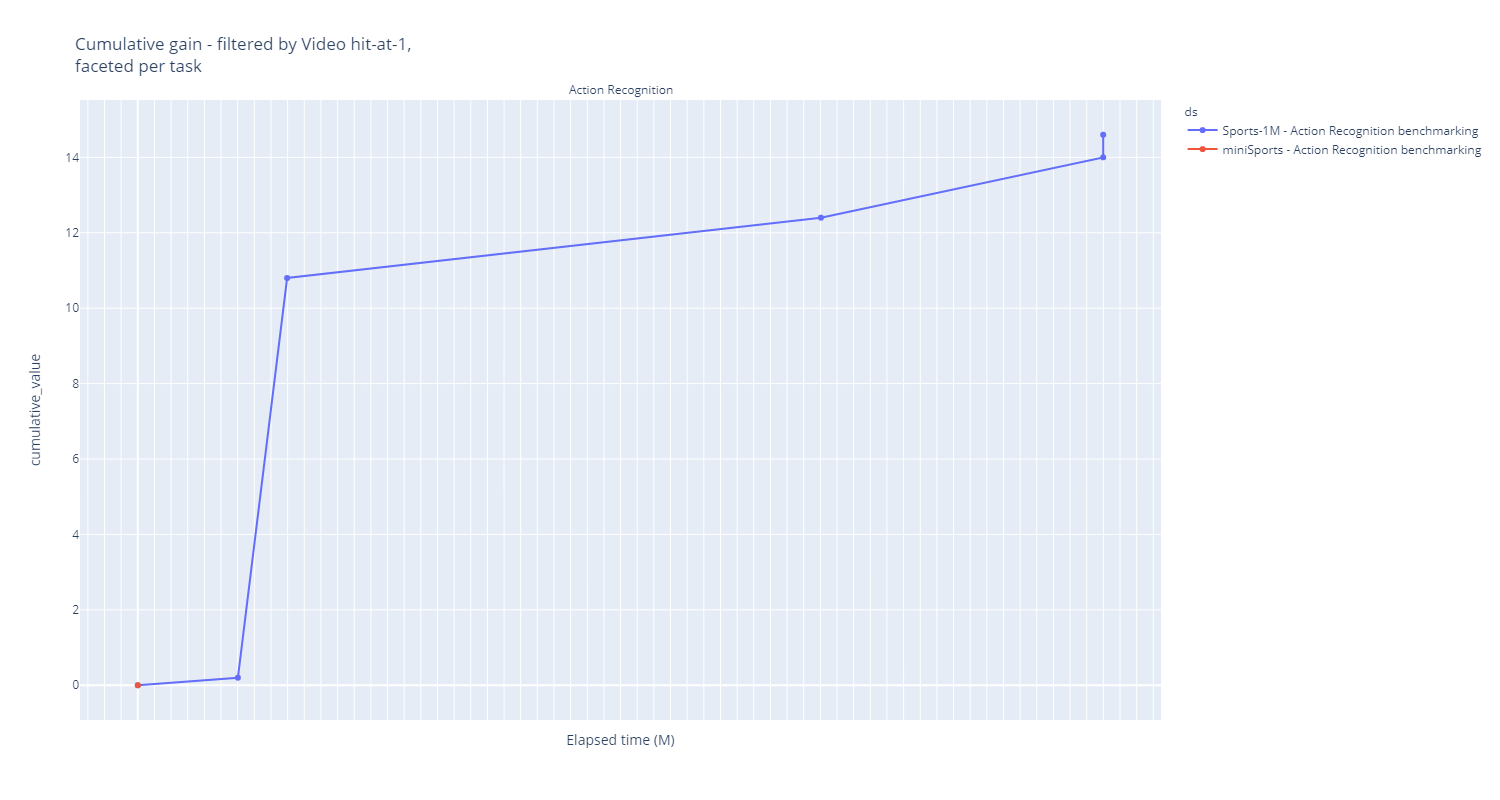 Cumulative gain - filtered by Video hit-at-1,
faceted per task
Action Recognition
ds
Sports-1M - Action Recognition benchmarking
miniSports - Action Recognition benchmarking
14
12
10
8
6
4
2
0
cumulative_value
Elapsed time (M)